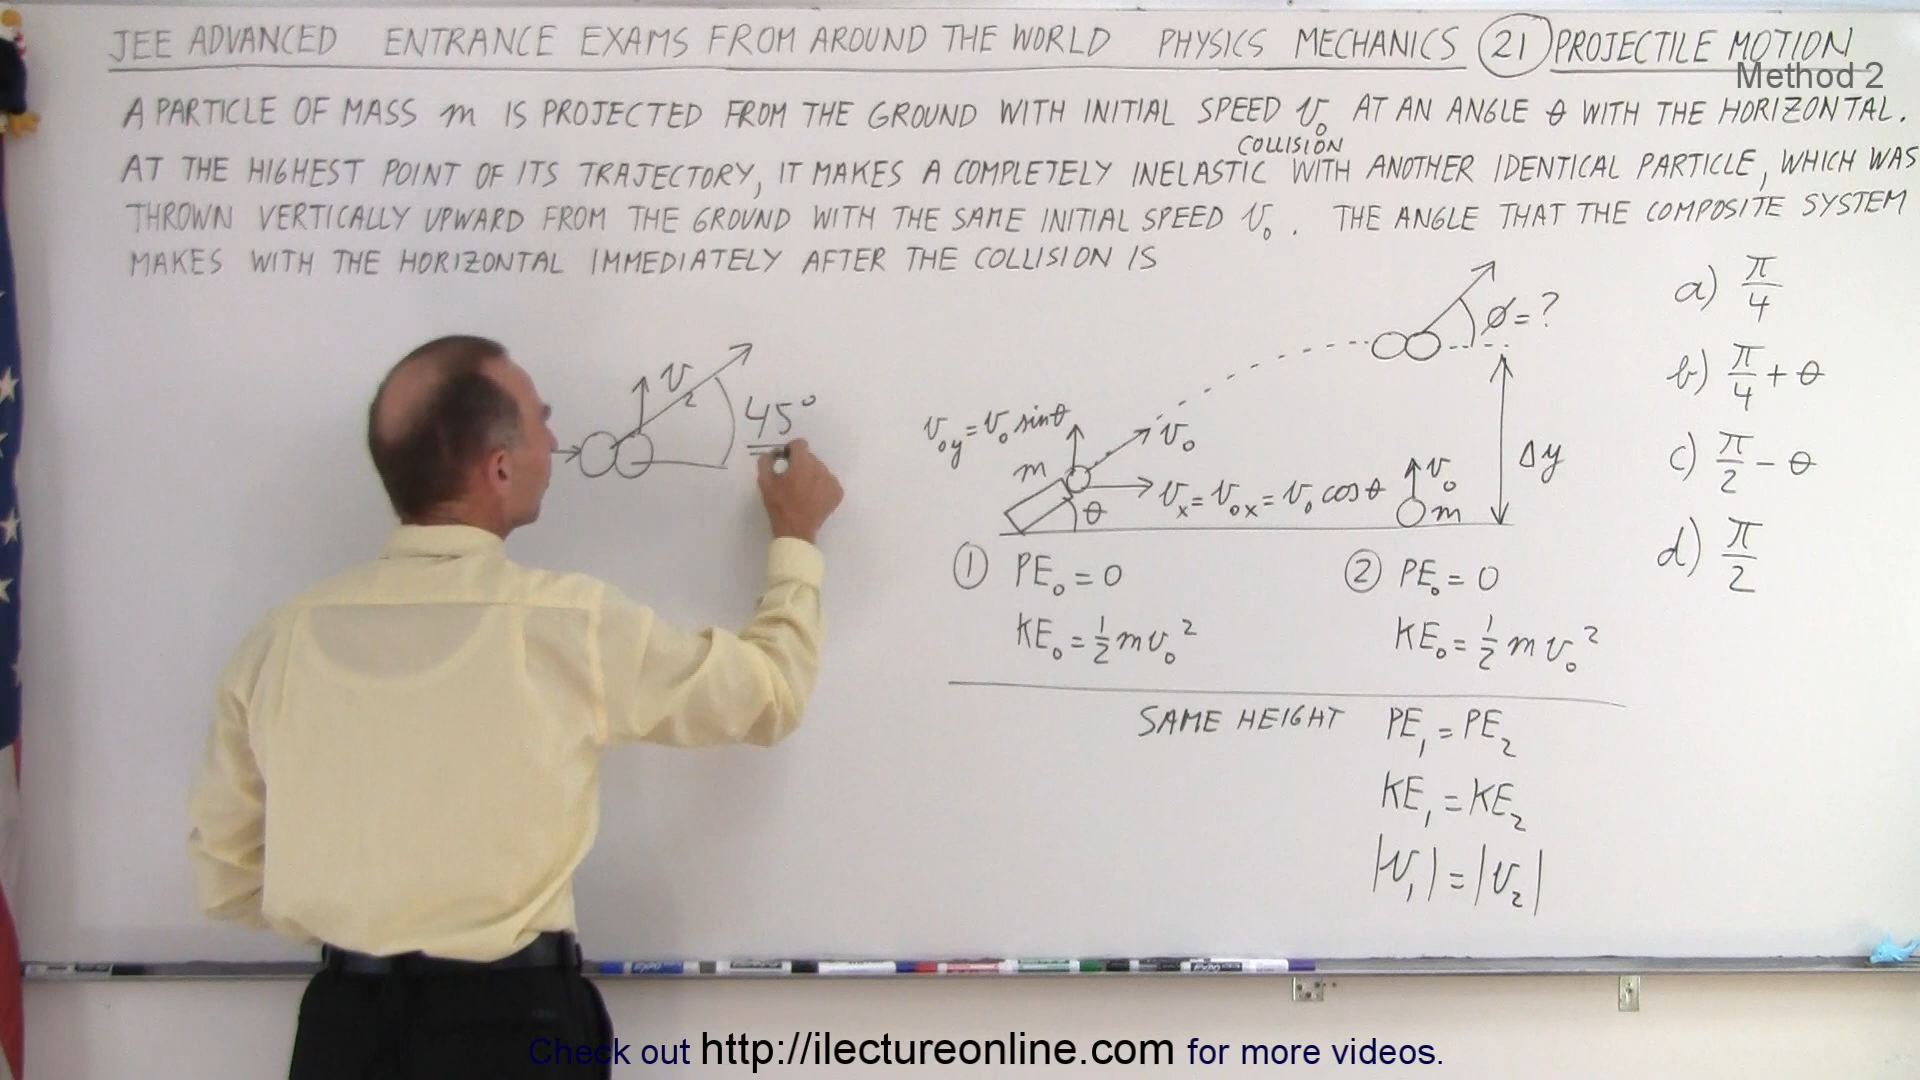 JEE ADVANCED ENTRANCE EXAMS FROM AROUND THE WORLD PHYSICS MECHANICS 21 PROJECTILE MOTION
Method 2
A PARTICLE OF MASS m IS PROJECTED FROM THE GROUND WITH INITIAL SPEED v₀ AT AN ANGLE θ WITH THE HORIZONTAL.
COLLISION
AT THE HIGHEST POINT OF ITS TRAJECTORY, IT MAKES A COMPLETELY INELASTIC WITH ANOTHER IDENTICAL PARTICLE, WHICH WAS
THROWN VERTICALLY UPWARD FROM THE GROUND WITH THE SAME INITIAL SPEED v₀. THE ANGLE THAT THE COMPOSITE SYSTEM
MAKES WITH THE HORIZONTAL IMMEDIATELY AFTER THE COLLISION IS
a) π/4
b) π/4 + θ
c) π/2 - θ
d) π/2
v₂
45°
ø = ?
v₀y = v₀ sinθ
v₀
m
θ
vₓ = v₀ₓ = v₀ cosθ
v₀
m
Δy
① PE₀ = 0
KE₀ = 1/2 mv₀²
② PE₀ = 0
KE₀ = 1/2 m v₀²
SAME HEIGHT PE₁ = PE₂
KE₁ = KE₂
|v₁| = |v₂|
Check out http://ilectureonline.com for more videos.